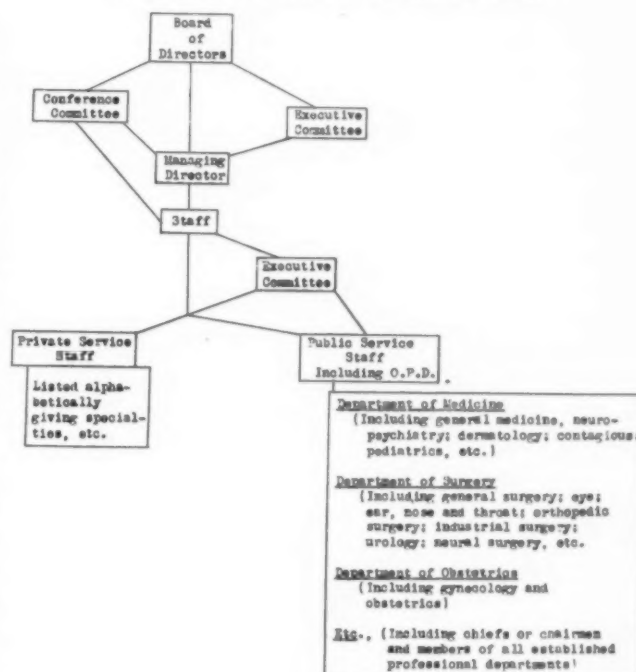 Board
of
Directors
Conference
Committee
Executive
Committee
Managing
Director
Staff
Executive
Committee
Private Service
Staff
Public Service
Staff
Including O.P.D.
Listed alpha-
betically
giving special-
ties, etc.
Department of Medicine
(Including general medicine, neuro-
psychiatry; dermatology; contagious;
pediatrics, etc.)
Department of Surgery
(Including general surgery; eye;
ear, nose and throat; orthopedic
surgery; industrial surgery;
urology; neural surgery, etc.
Department of Obstetrics
(Including gynecology and
obstetrics)
Etc., (Including chiefs or chairmen
and members of all established
professional departments)